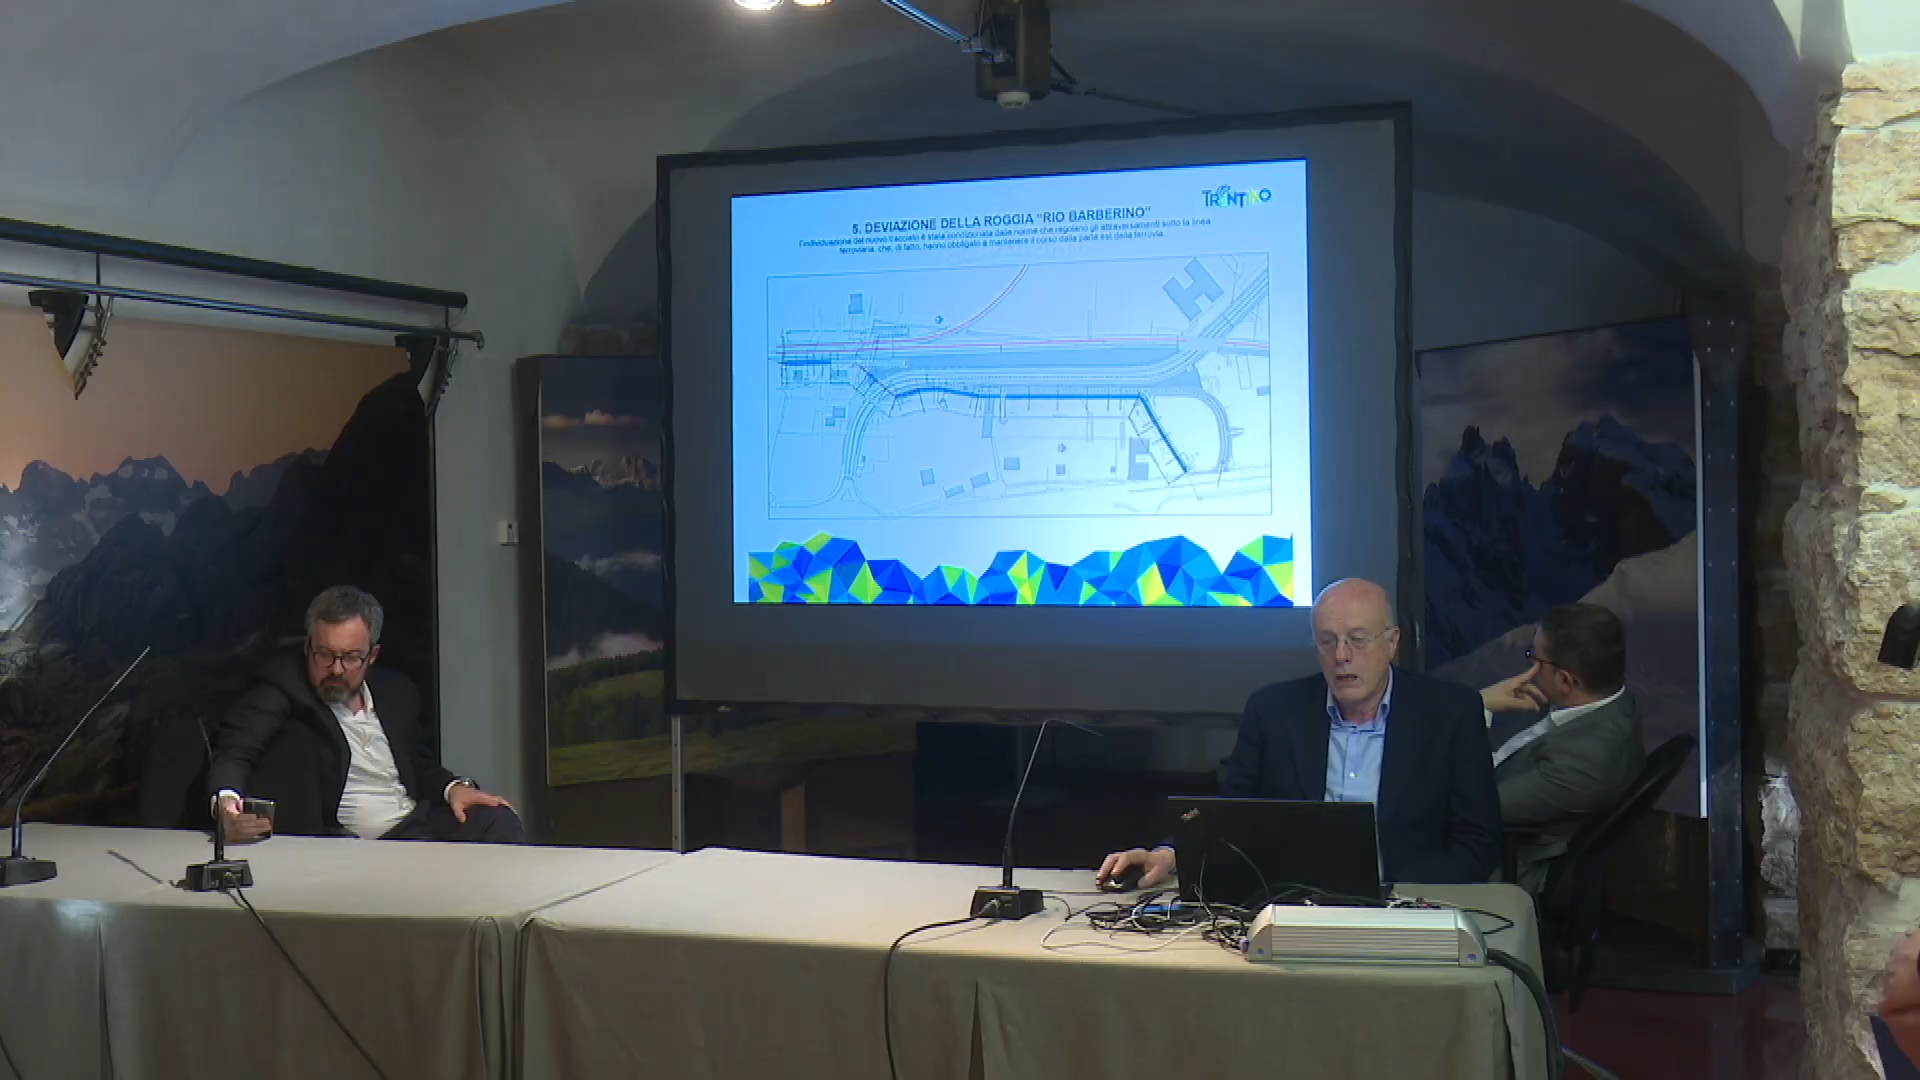 TRENTINO
5. DEVIAZIONE DELLA ROGGIA "RIO BARBERINO"
l'individuazione del nuovo tracciato è stata condizionata dalle norme che regolano gli attraversamenti sotto la linea
ferroviaria, che, di fatto, hanno obbligato a mantenere il corso dalla parte est della ferrovia